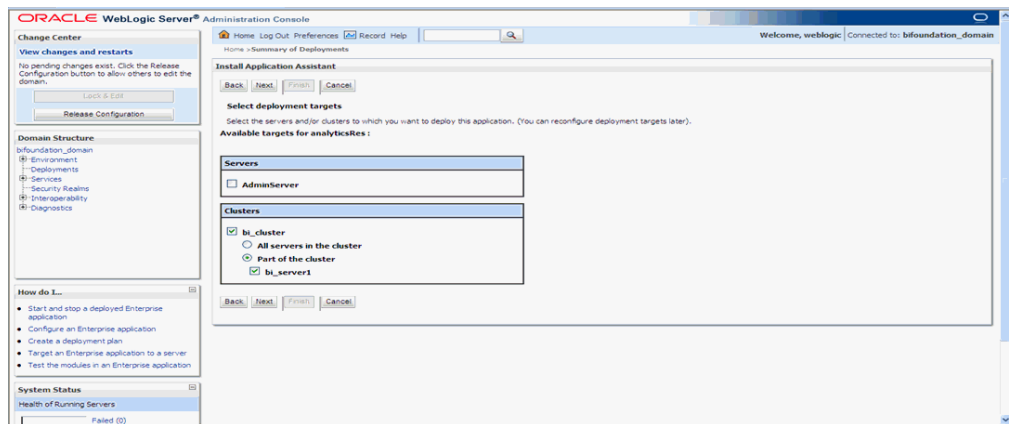 ORACLE WebLogic Server® Administration Console
Change Center
View changes and restarts
No pending changes exist. Click the Release
Configuration button to allow others to edit the
domain.
Lock & Edit
Release Configuration
Domain Structure
bifoundation_domain
Environment
Deployments
Services
Security Realms
Interoperability
Diagnostics
How do I...
Start and stop a deployed Enterprise
application
Configure an Enterprise application
Create a deployment plan
Target an Enterprise application to a server
Test the modules in an Enterprise application
System Status
Health of Running Servers
Failed (0)
Home Log Out Preferences Record Help
Welcome, weblogic Connected to: bifoundation_domain
Home >Summary of Deployments
Install Application Assistant
Back Next Finish Cancel
Select deployment targets
Select the servers and/or clusters to which you want to deploy this application. (You can reconfigure deployment targets later).
Available targets for analyticsRes :
Servers
AdminServer
Clusters
bi_cluster
All servers in the cluster
Part of the cluster
bi_server1
Back Next Finish Cancel